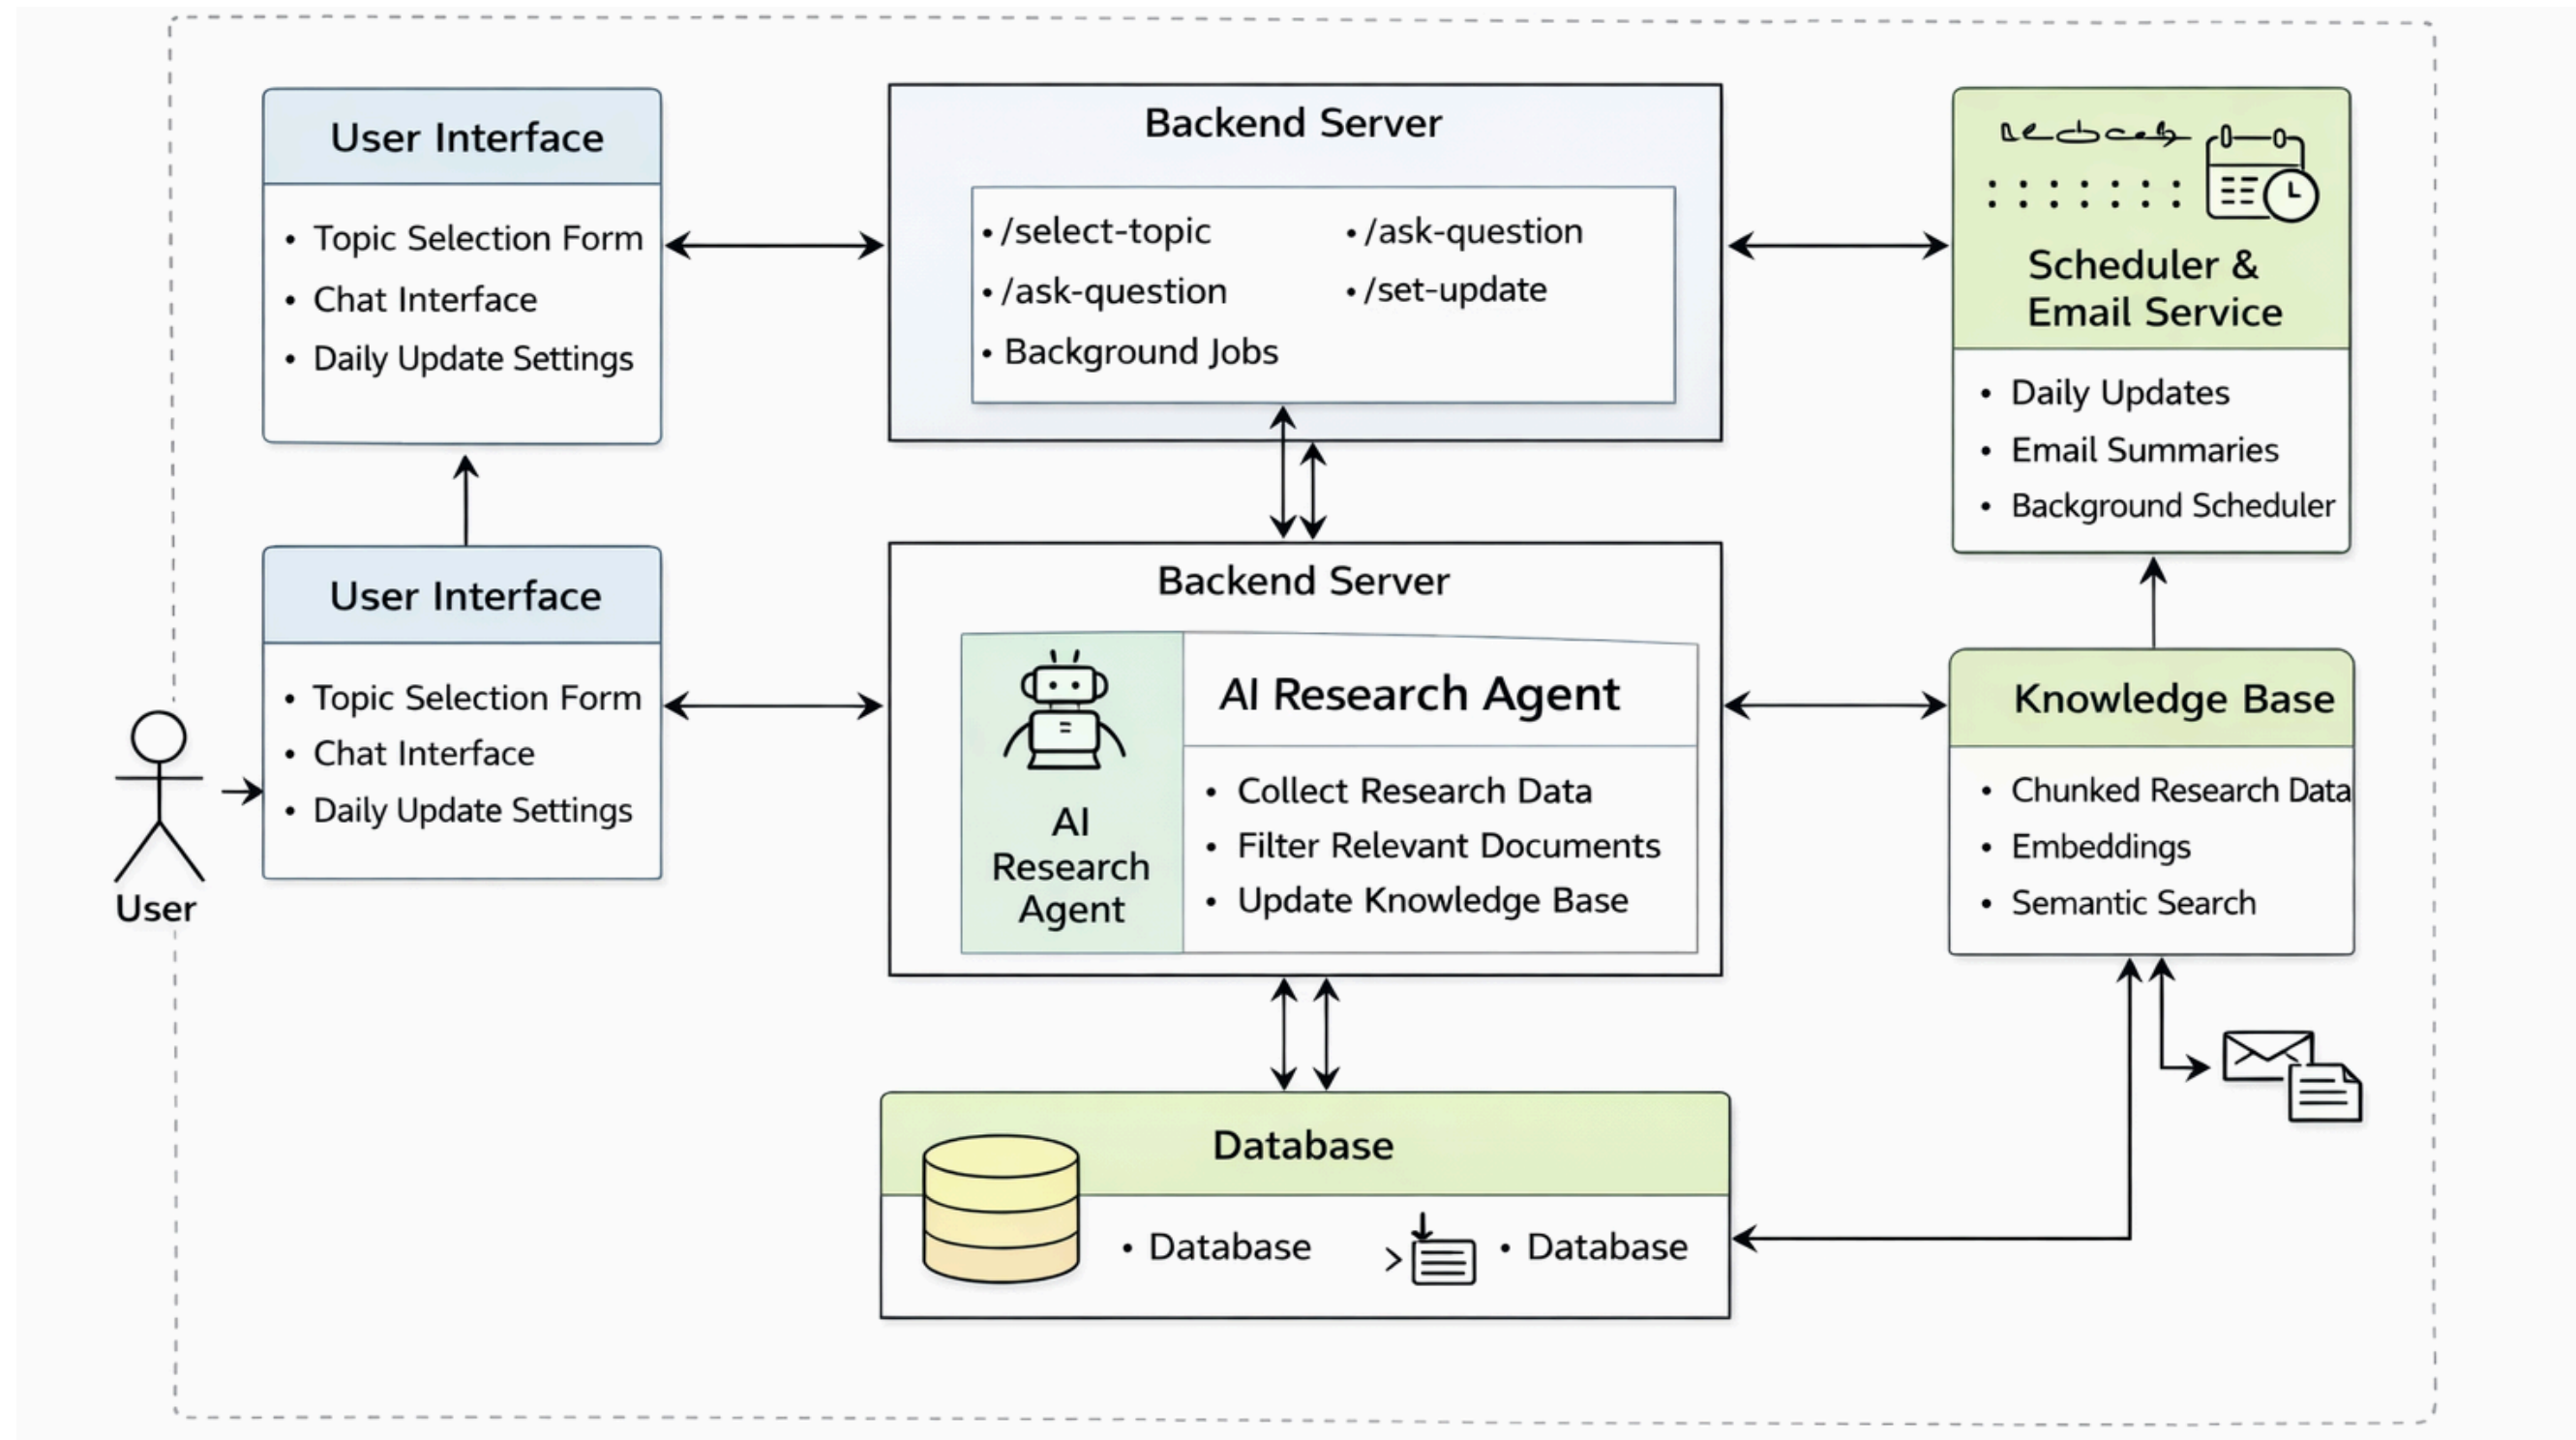 User Interface
• Topic Selection Form
• Chat Interface
• Daily Update Settings
Backend Server
• /select-topic
• /ask-question
• /ask-question
• /set-update
• Background Jobs
Scheduler &
Email Service
• Daily Updates
• Email Summaries
• Background Scheduler
User Interface
• Topic Selection Form
• Chat Interface
• Daily Update Settings
User
Backend Server
AI
Research
Agent
AI Research Agent
• Collect Research Data
• Filter Relevant Documents
• Update Knowledge Base
Knowledge Base
• Chunked Research Data
• Embeddings
• Semantic Search
Database
• Database
• Database